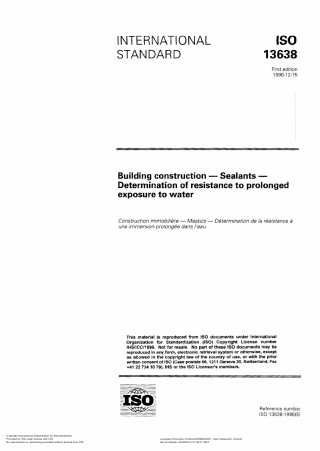 INTERNATIONAL
STANDARD
ISO
13638
First edition
1996-12-15
Building construction — Sealants —
Determination of resistance to prolonged
exposure to water
Construction immobilière — Mastics — Détermination de la résistance à
une immersion prolongée dans l'eau
This material is reproduced from ISO documents under International
Organization for Standardization (ISO) Copyright License number
IHS/ICC/1996. Not for resale. No part of these ISO documents may be
reproduced in any form, electronic retrieval system or otherwise, except
as allowed in the copyright law of the country of use, or with the prior
written consent of ISO (Case postale 56, 1211 Geneva 20, Switzerland, Fax
+41 22 734 10 79), IHS or the ISO Licensor's members.
ISO
Reference number
ISO 13638:1996(E)